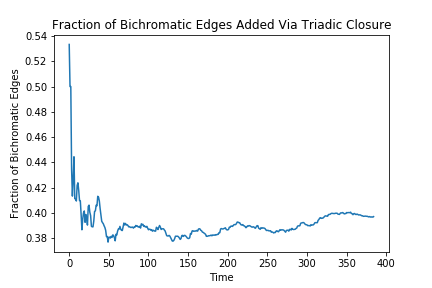 Fraction of Bichromatic Edges Added Via Triadic Closure
0.54
0.52
0.50
0.48
0.46
0.44
0.42
0.40
0.38
Fraction of Bichromatic Edges
0 50 100 150 200 250 300 350 400
Time